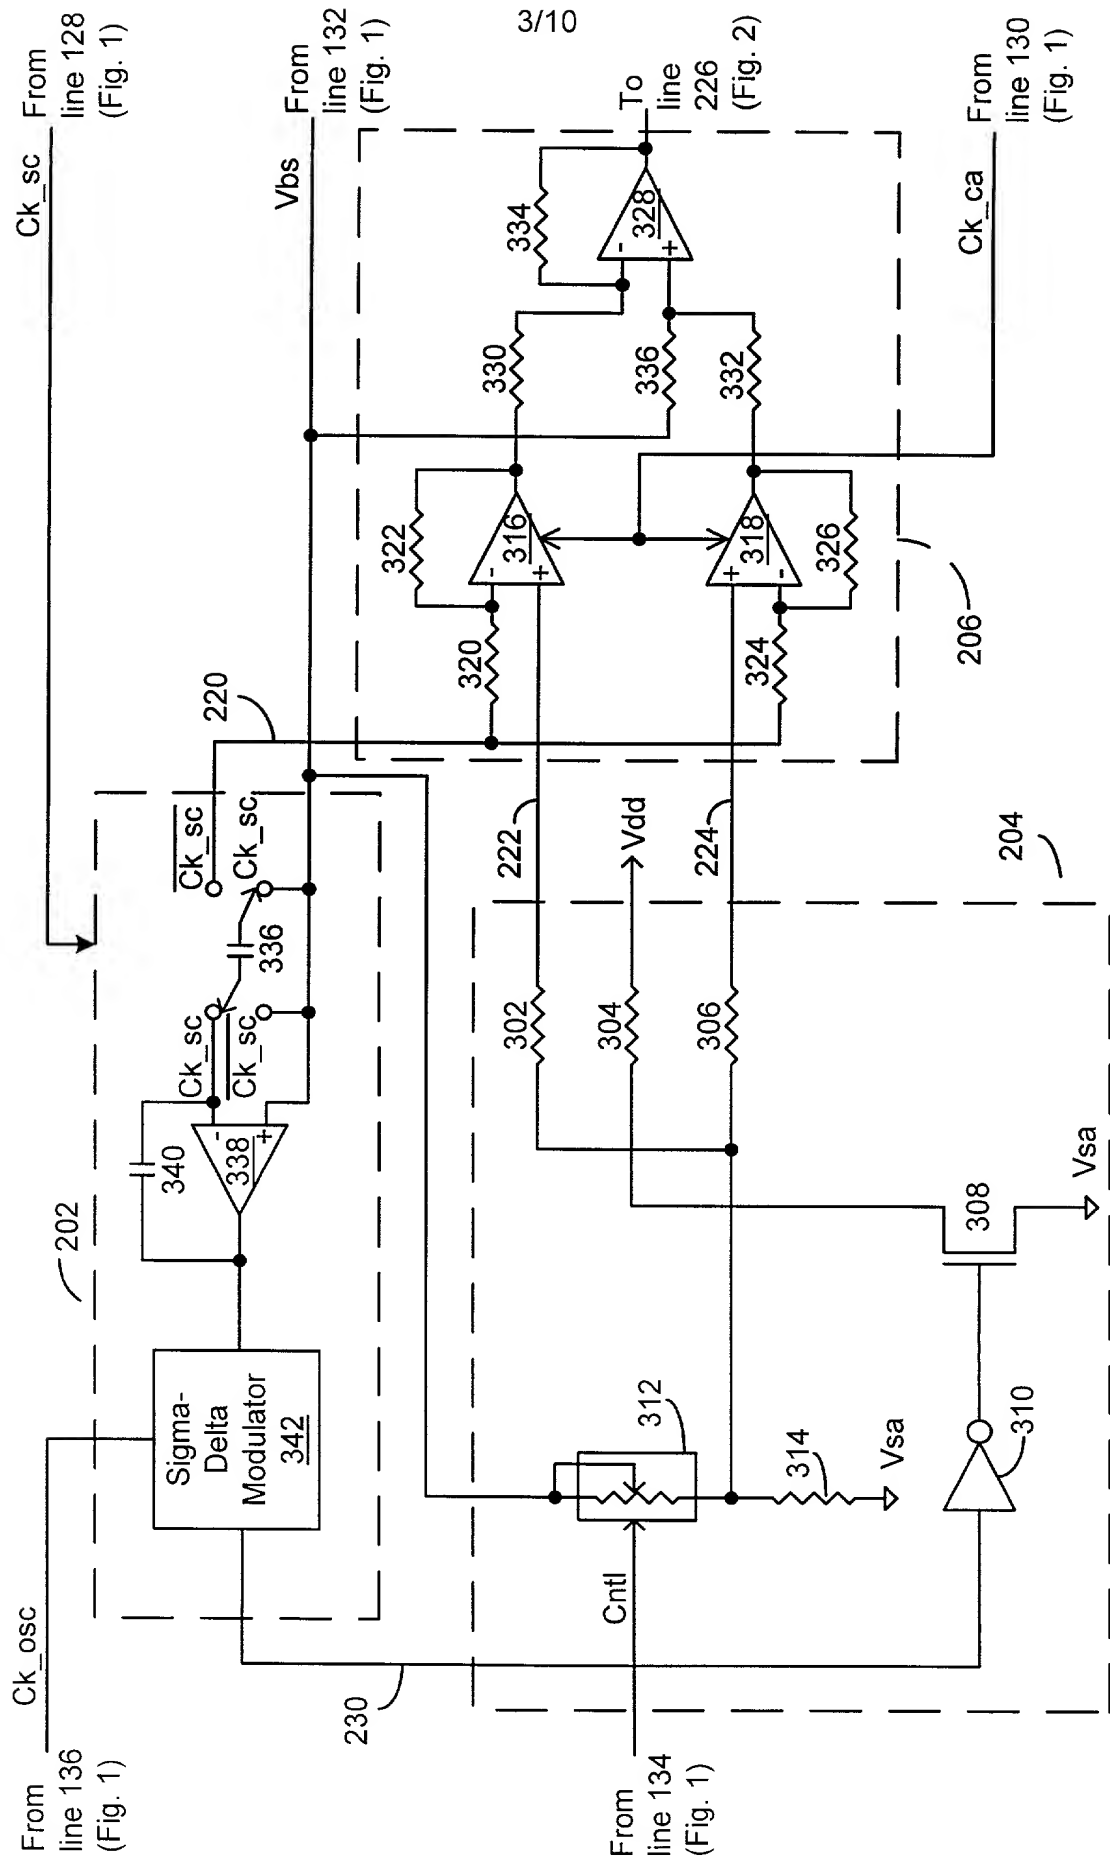 3/10
Ck_sc
From
line 128
(Fig. 1)
From
line 132
(Fig. 1)
Vbs
To
line
226
(Fig. 2)
From
line 130
(Fig. 1)
Ck_ca
334
328
-
+
330
336
332
322
316
-
+
318
+
-
326
320
324
206
220
222
224
Vdd
204
Ck_sc
Ck_sc
336
Ck_sc
Ck_sc
340
338
-
+
202
302
304
306
308
Vsa
310
312
314
Vsa
Sigma-
Delta
Modulator
342
Cntl
230
Ck_osc
From
line 136
(Fig. 1)
From
line 134
(Fig. 1)